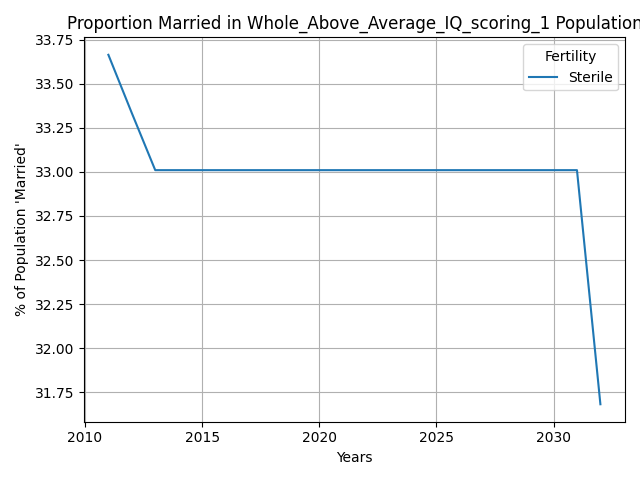 Proportion Married in Whole_Above_Average_IQ_scoring_1 Population
33.75
33.50
33.25
33.00
32.75
32.50
32.25
32.00
31.75
% of Population 'Married'
Fertility
Sterile
2010 2015 2020 2025 2030
Years